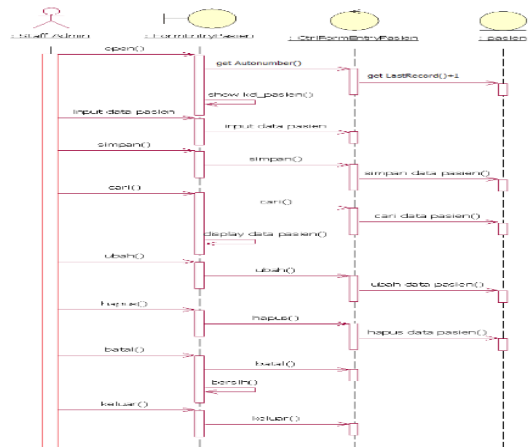 : Staff Admin
: FormEntryPasien
: CtrlFormEntryPasien
: pasien
open()
get Autonumber()
get LastRecord()+1
show kd_pasien()
input data pasien
input data pasien
simpan()
simpan()
simpan data pasien()
cari()
cari()
cari data pasien()
display data pasien()
ubah()
ubah()
ubah data pasien()
hapus()
hapus()
hapus data pasien()
batal()
batal()
bersih()
keluar()
keluar()